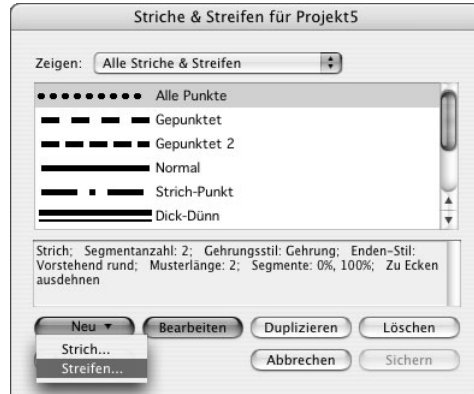 Striche & Streifen für Projekt5
Zeigen: Alle Striche & Streifen
Alle Punkte
Gepunktet
Gepunktet 2
Normal
Strich-Punkt
Dick-Dünn
Strich; Segmentanzahl: 2; Gehrungsstil: Gehrung; Enden-Stil:
Vorstehend rund; Musterlänge: 2; Segmente: 0%, 100%; Zu Ecken
ausdehnen
Neu Bearbeiten Duplizieren Löschen
Strich...
Streifen...
Abbrechen Sichern